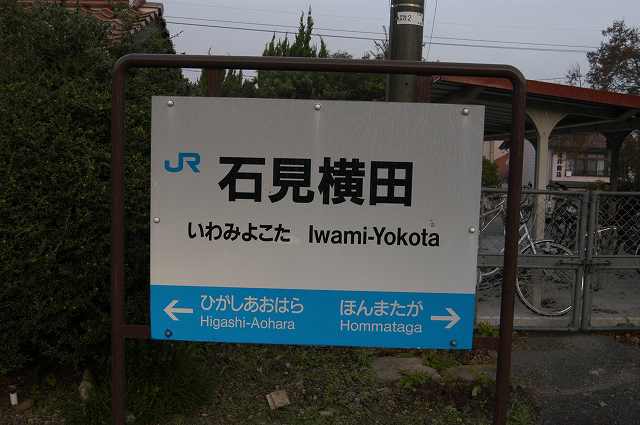 JR 石見横田
いわみよこた Iwami-Yokota
← ひがしあおはら ほんまたが →
Higashi-Aohara Hommataga